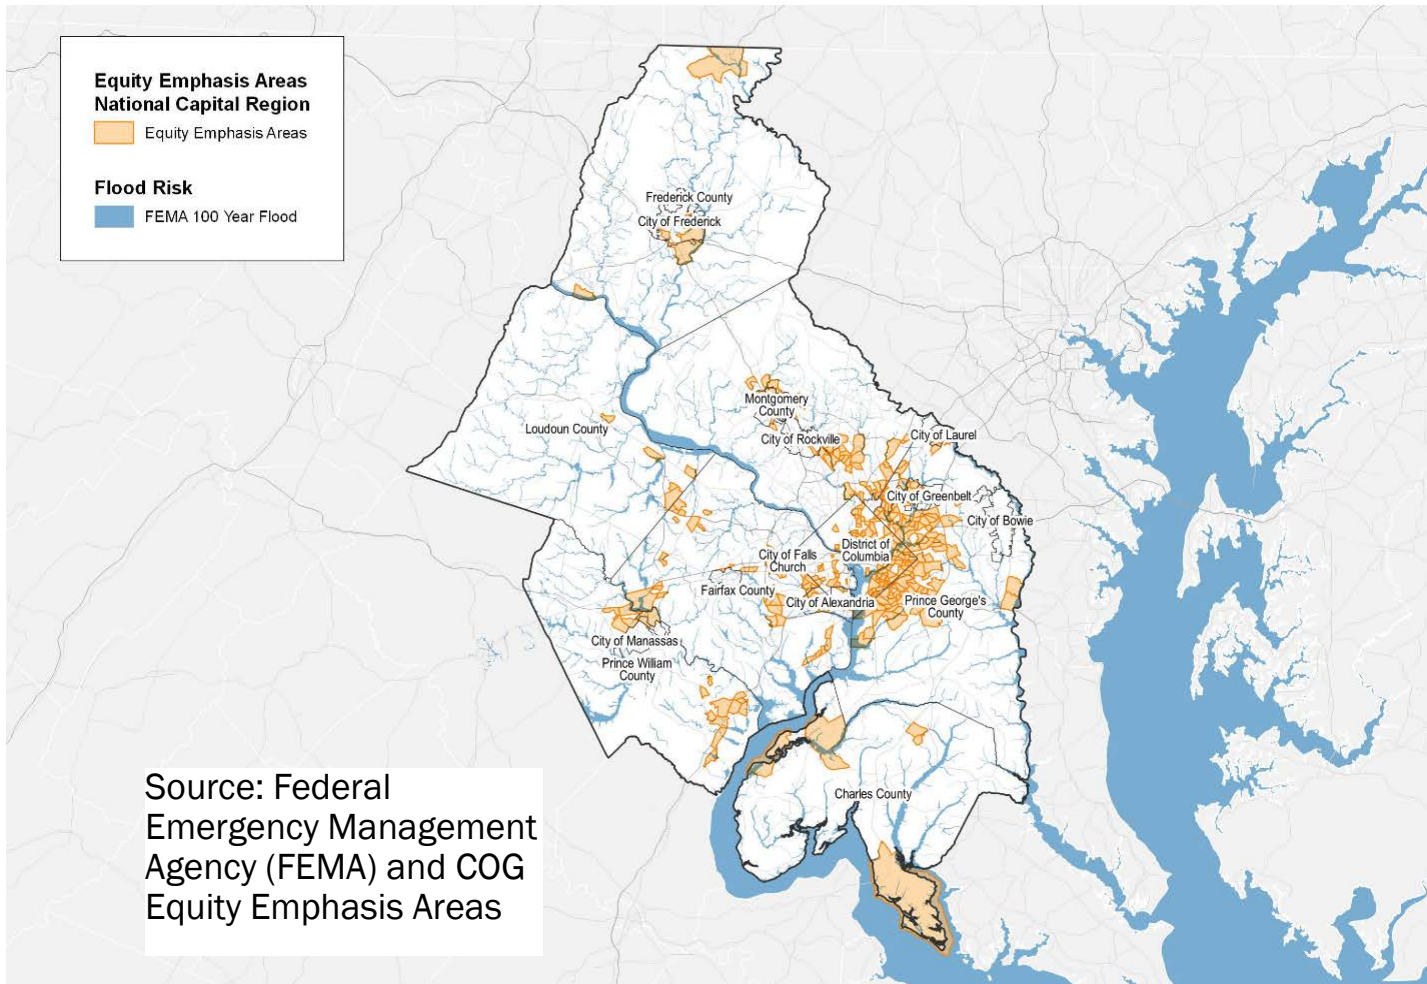 Equity Emphasis Areas
National Capital Region
Equity Emphasis Areas
Flood Risk
FEMA 100 Year Flood
Frederick County
City of Frederick
Montgomery
County
Loudoun County
City of Rockville
City of Laurel
City of Greenbelt
City of Bowie
District of
Columbia
City of Falls
Church
Fairfax County
City of Alexandria
Prince George's
County
City of Manassas
Prince William
County
Charles County
Source: Federal
Emergency Management
Agency (FEMA) and COG
Equity Emphasis Areas